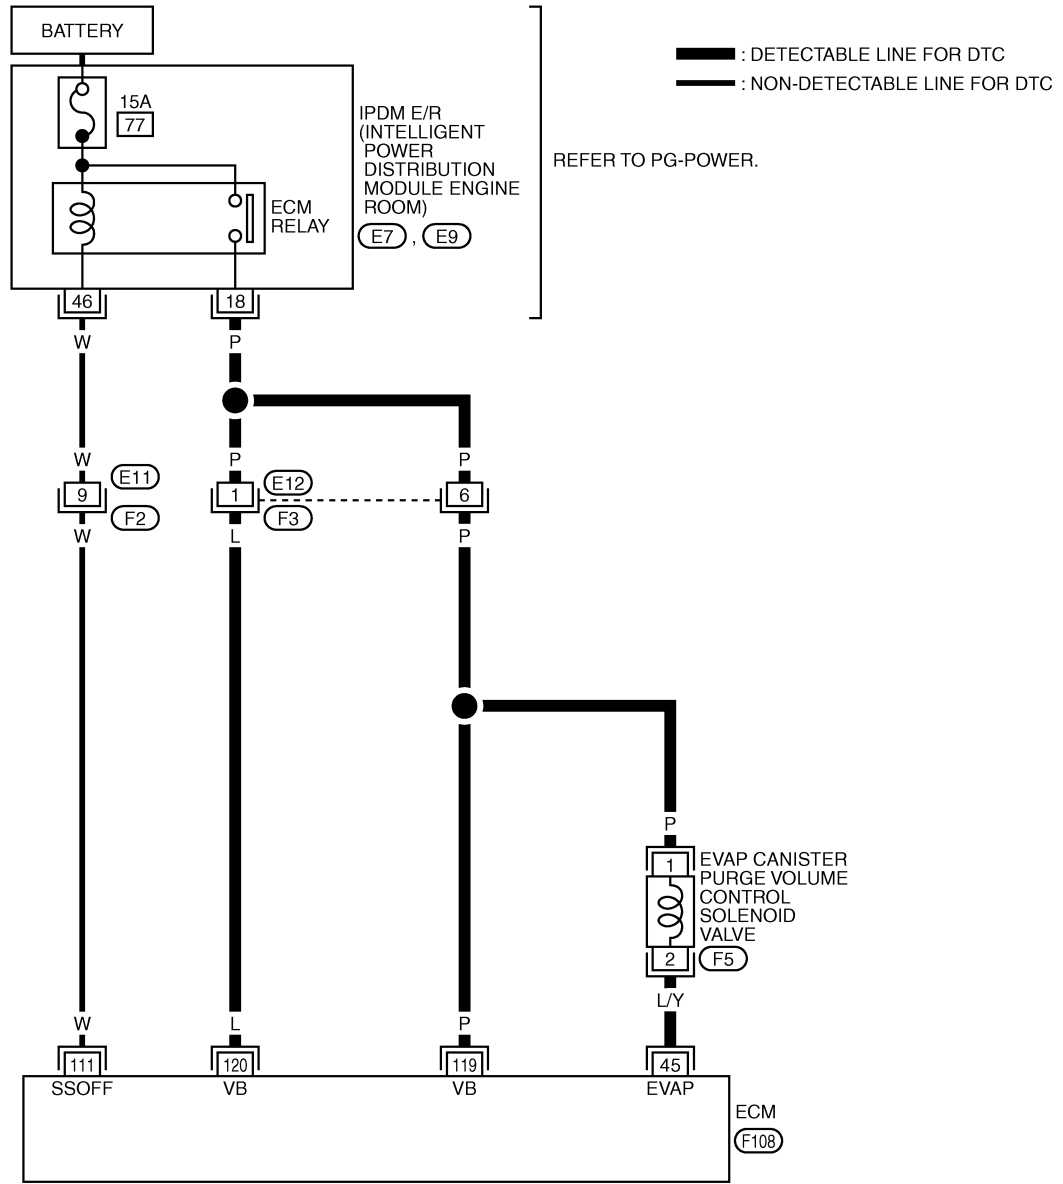 BATTERY
: DETECTABLE LINE FOR DTC
: NON-DETECTABLE LINE FOR DTC
15A
77
IPDM E/R
(INTELLIGENT
POWER
DISTRIBUTION
MODULE ENGINE
ROOM)
E7 , E9
REFER TO PG-POWER.
ECM
RELAY
46
18
W
P
W
P
P
9
E11
F2
1
E12
F3
6
W
L
P
P
1
EVAP CANISTER
PURGE VOLUME
CONTROL
SOLENOID
VALVE
2
F5
L/Y
W
L
P
111
120
119
45
SSOFF
VB
VB
EVAP
ECM
F108